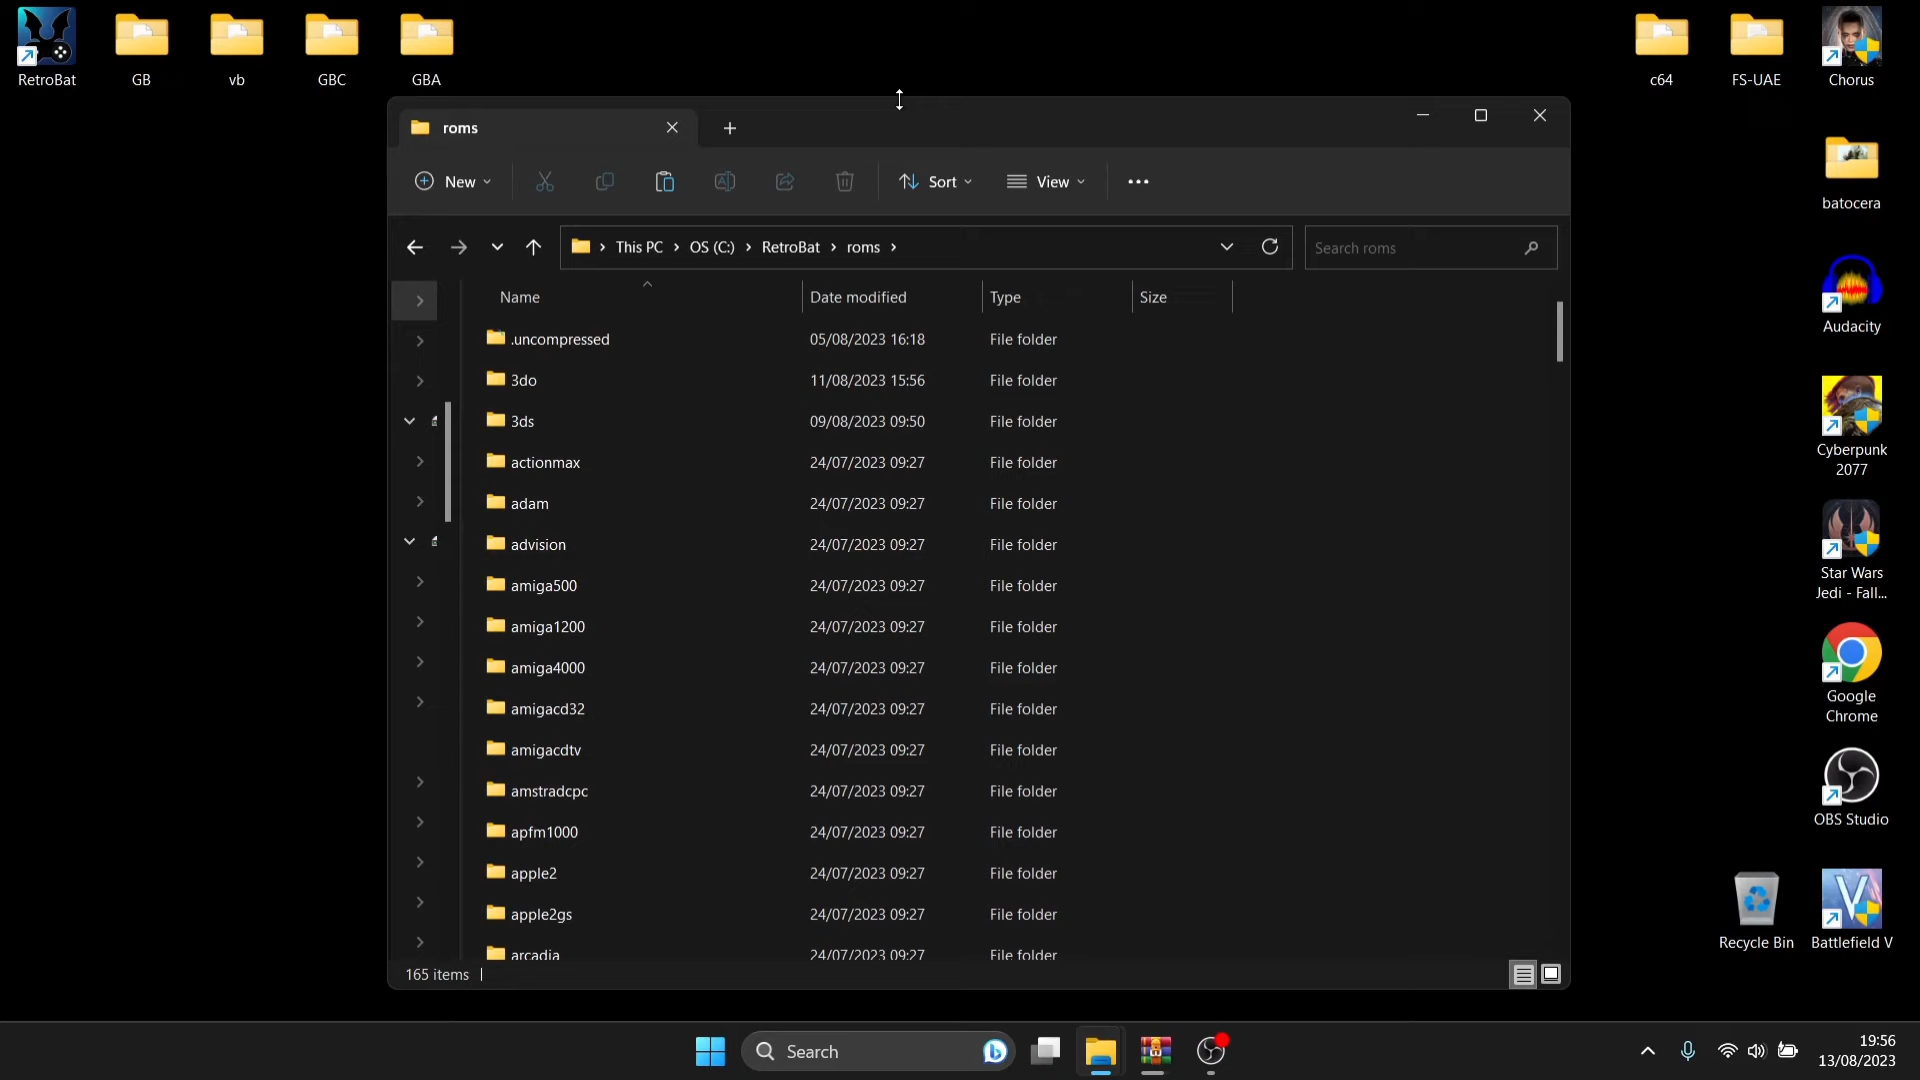 RetroBat
GB
vb
GBC
GBA
c64
FS-UAE
Chorus
roms
New
Sort
View
This PC
OS (C:)
RetroBat
roms
Search roms
Name
Date modified
Type
Size
.uncompressed 05/08/2023 16:18 File folder
3do 11/08/2023 15:56 File folder
3ds 09/08/2023 09:50 File folder
actionmax 24/07/2023 09:27 File folder
adam 24/07/2023 09:27 File folder
advision 24/07/2023 09:27 File folder
amiga500 24/07/2023 09:27 File folder
amiga1200 24/07/2023 09:27 File folder
amiga4000 24/07/2023 09:27 File folder
amigacd32 24/07/2023 09:27 File folder
amigacdtv 24/07/2023 09:27 File folder
amstradcpc 24/07/2023 09:27 File folder
apfm1000 24/07/2023 09:27 File folder
apple2 24/07/2023 09:27 File folder
apple2gs 24/07/2023 09:27 File folder
arcadia 24/07/2023 09:27 File folder
165 items
batocera
Audacity
Cyberpunk
2077
Star Wars
Jedi - Fall...
Google
Chrome
OBS Studio
Recycle Bin
Battlefield V
Search
19:56
13/08/2023